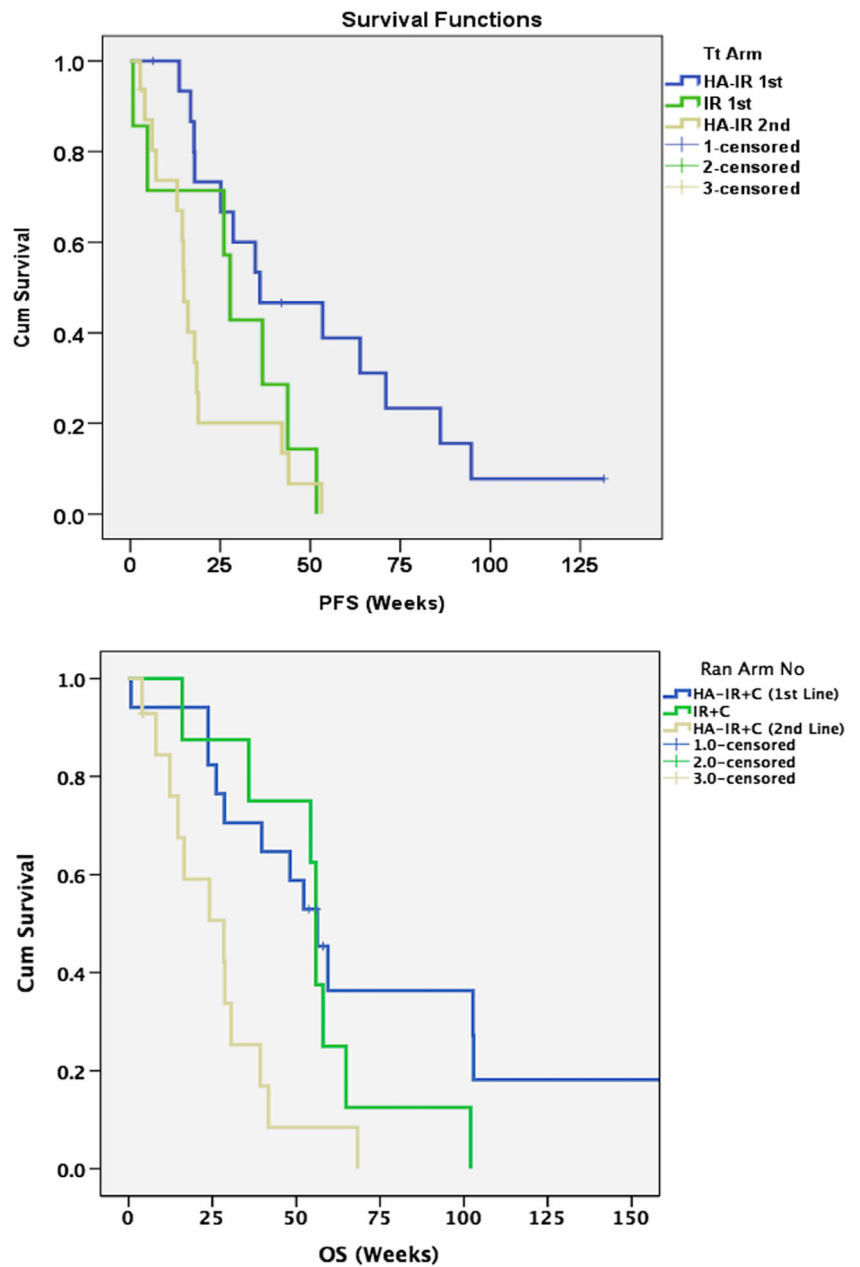 Survival Functions
Tt Arm
HA-IR 1st
IR 1st
HA-IR 2nd
1-censored
2-censored
3-censored
Cum Survival
1.0
0.8
0.6
0.4
0.2
0.0
0 25 50 75 100 125
PFS (Weeks)
Ran Arm No
HA-IR+C (1st Line)
IR+C
HA-IR+C (2nd Line)
1.0-censored
2.0-censored
3.0-censored
Cum Survival
1.0
0.8
0.6
0.4
0.2
0.0
0 25 50 75 100 125 150
OS (Weeks)